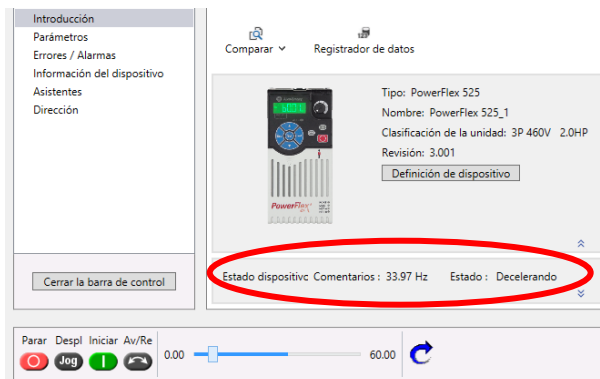 Introducción
Parámetros
Errores / Alarmas
Información del dispositivo
Asistentes
Dirección
Cerrar la barra de control
Comparar
Registrador de datos
Tipo: PowerFlex 525
Nombre: PowerFlex 525_1
Clasificación de la unidad: 3P 460V 2.0HP
Revisión: 3.001
Definición de dispositivo
PowerFlex
Estado dispositivc Comentarios : 33.97 Hz Estado : Decelerando
Parar Despl Iniciar Av/Re
Jog
0.00
60.00